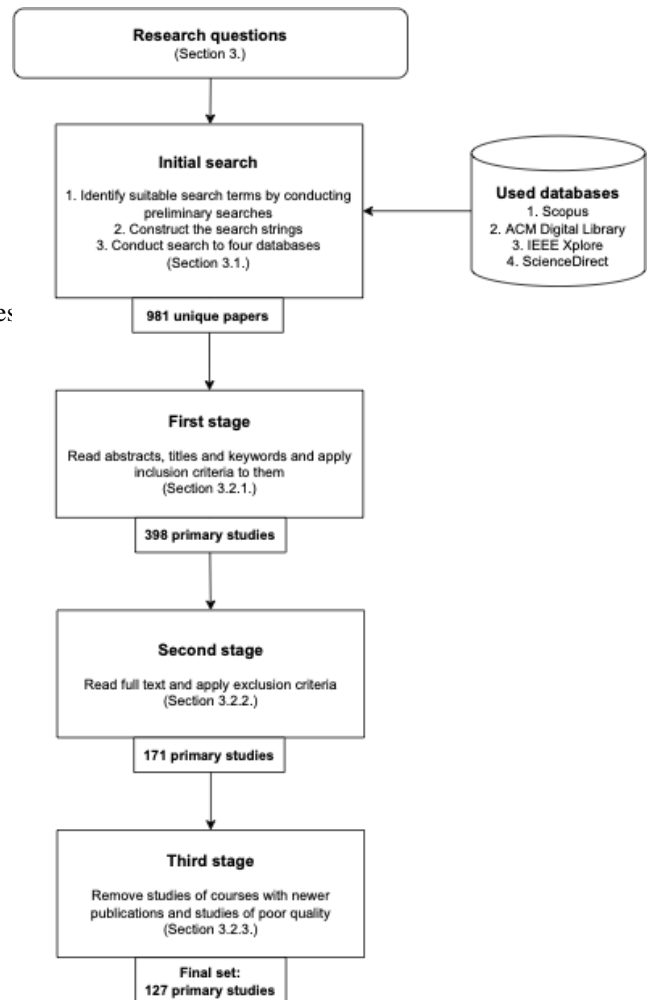 Research questions
(Section 3.)
Initial search
1. Identify suitable search terms by conducting
preliminary searches
2. Construct the search strings
3. Conduct search to four databases
(Section 3.1.)
Used databases
1. Scopus
2. ACM Digital Library
3. IEEE Xplore
4. ScienceDirect
es
981 unique papers
First stage
Read abstracts, titles and keywords and apply
inclusion criteria to them
(Section 3.2.1.)
398 primary studies
Second stage
Read full text and apply exclusion criteria
(Section 3.2.2.)
171 primary studies
Third stage
Remove studies of courses with newer
publications and studies of poor quality
(Section 3.2.3.)
Final set:
127 primary studies